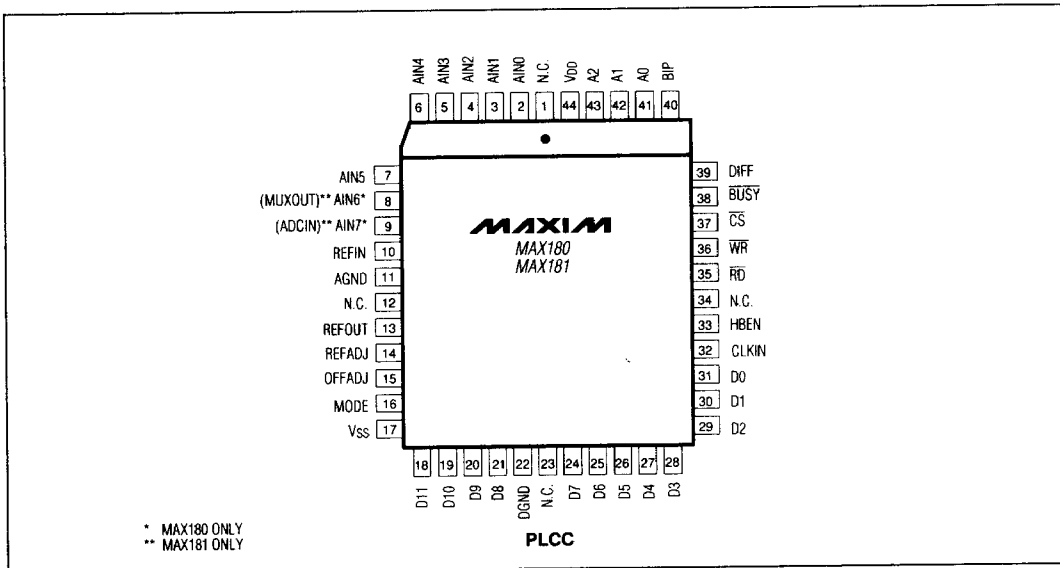 AIN4 AIN3 AIN2 AIN1 AIN0 N.C. VDD A2 A1 A0 BIP
6 5 4 3 2 1 44 43 42 41 40
AIN5 7
(MUXOUT)** AIN6* 8
(ADCIN)** AIN7* 9
REFIN 10
AGND 11
N.C. 12
REFOUT 13
REFADJ 14
OFFADJ 15
MODE 16
VSS 17
MAXIM
MAX180
MAX181
39 DIFF
38 B̅U̅S̅Y̅
37 C̅S̅
36 W̅R̅
35 R̅D̅
34 N.C.
33 HBEN
32 CLKIN
31 D0
30 D1
29 D2
18 19 20 21 22 23 24 25 26 27 28
D11 D10 D9 D8 DGND N.C. D7 D6 D5 D4 D3
* MAX180 ONLY
** MAX181 ONLY
PLCC